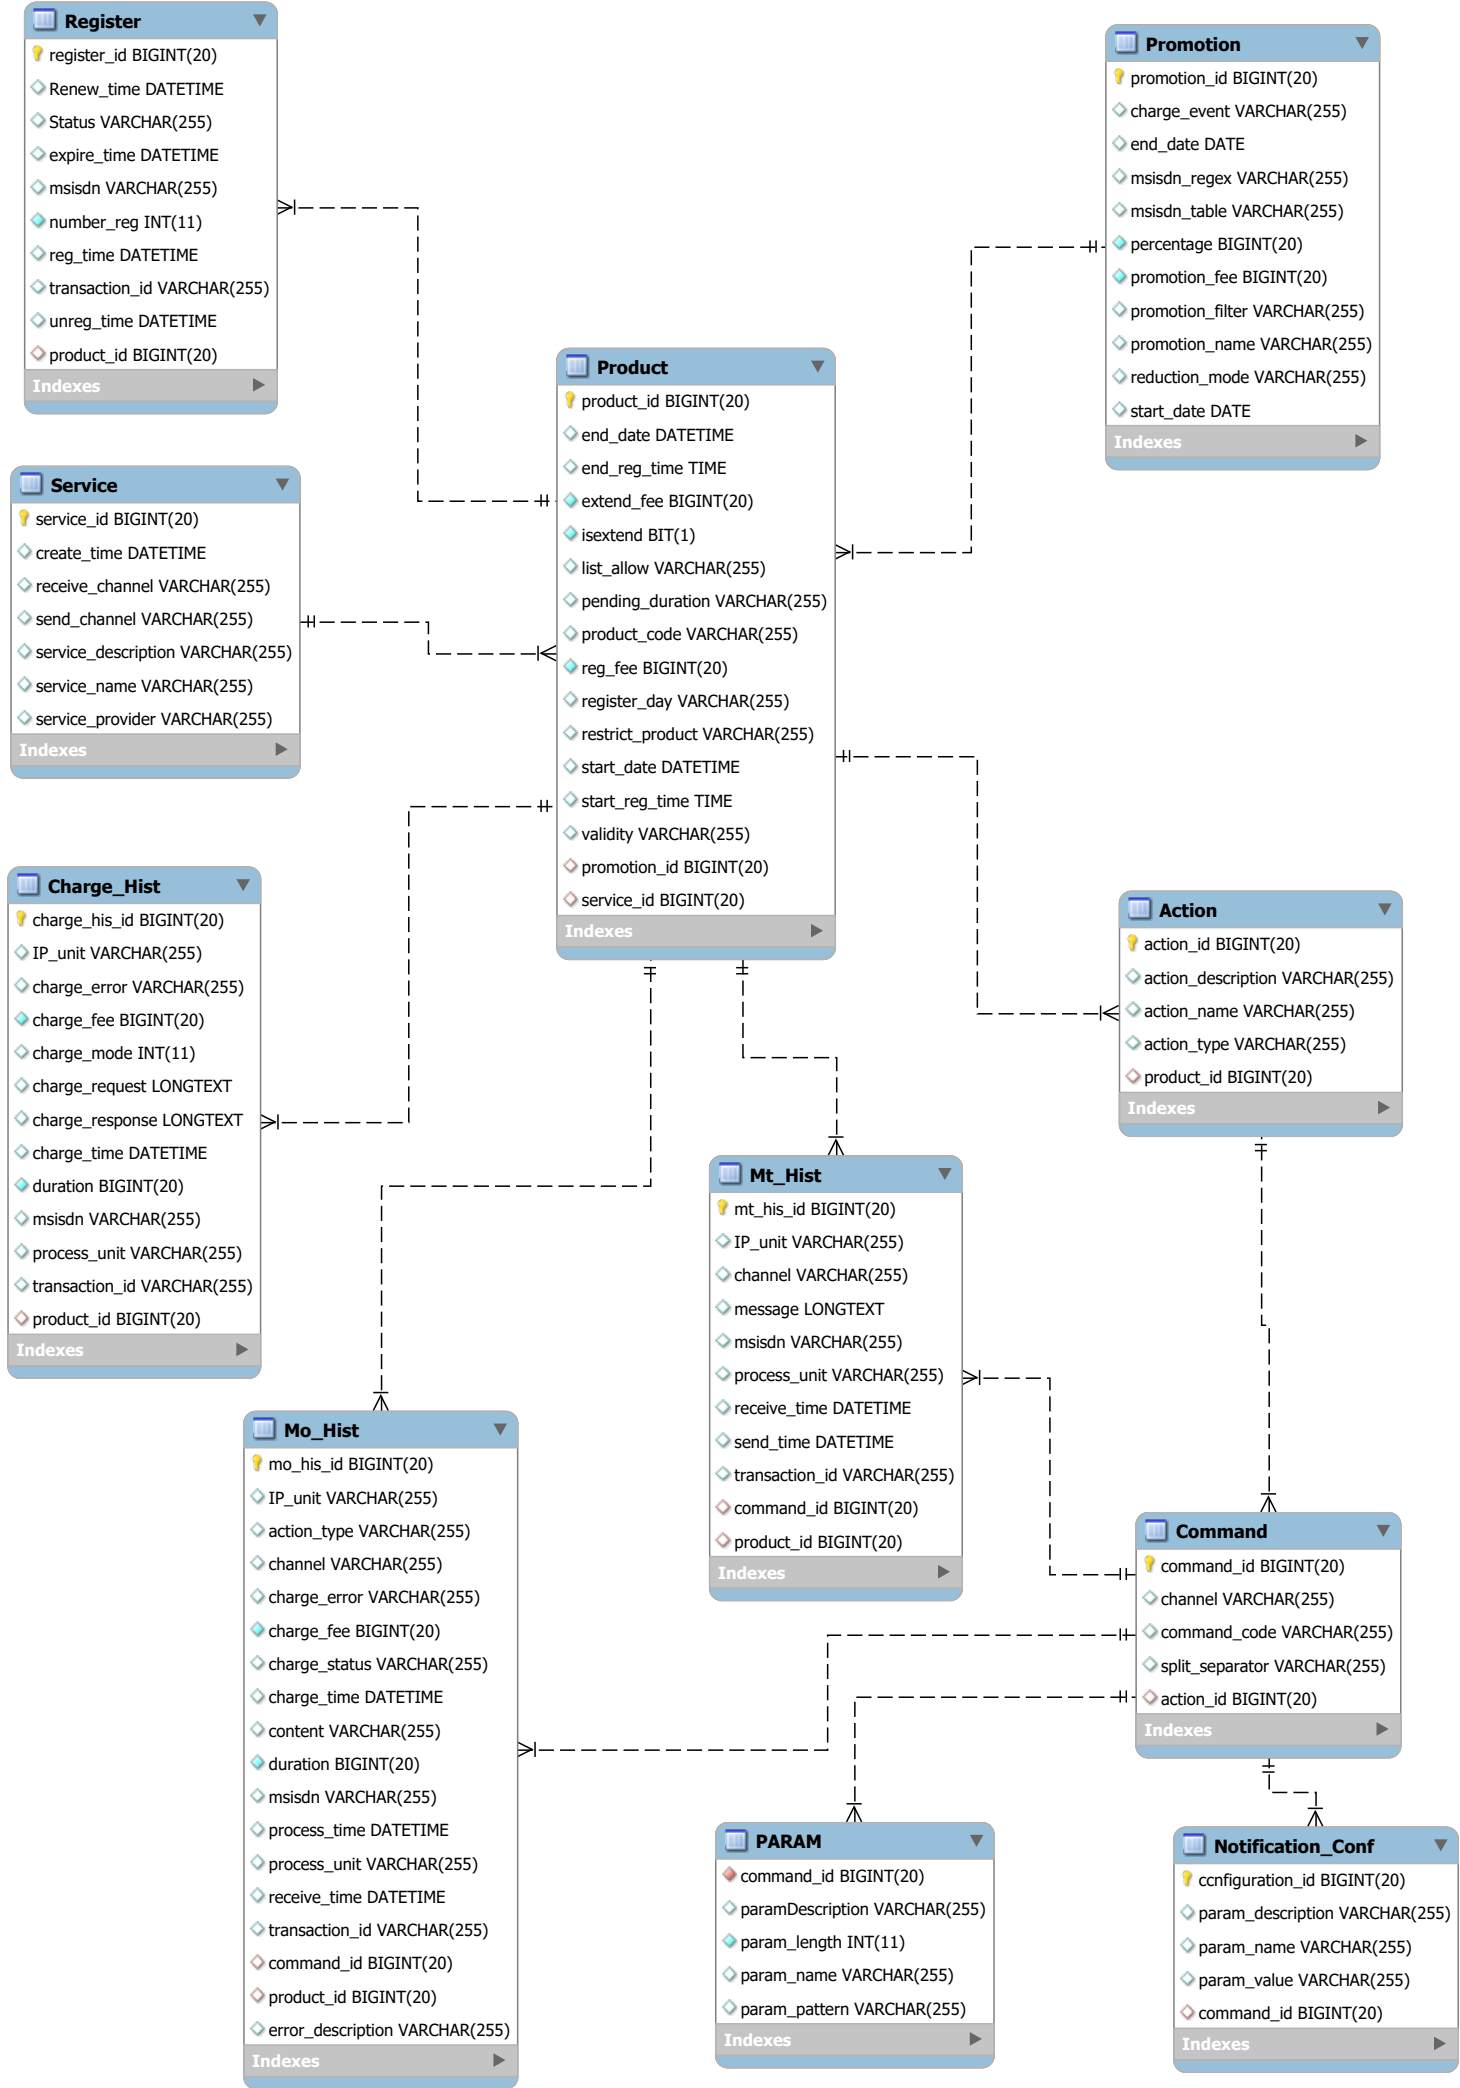 Register
register_id BIGINT(20)
Renew_time DATETIME
Status VARCHAR(255)
expire_time DATETIME
msisdn VARCHAR(255)
number_reg INT(11)
reg_time DATETIME
transaction_id VARCHAR(255)
unreg_time DATETIME
product_id BIGINT(20)
Indexes
Promotion
promotion_id BIGINT(20)
charge_event VARCHAR(255)
end_date DATE
msisdn_regex VARCHAR(255)
msisdn_table VARCHAR(255)
percentage BIGINT(20)
promotion_fee BIGINT(20)
promotion_filter VARCHAR(255)
promotion_name VARCHAR(255)
reduction_mode VARCHAR(255)
start_date DATE
Indexes
Product
product_id BIGINT(20)
end_date DATETIME
end_reg_time TIME
extend_fee BIGINT(20)
isextend BIT(1)
list_allow VARCHAR(255)
pending_duration VARCHAR(255)
product_code VARCHAR(255)
reg_fee BIGINT(20)
register_day VARCHAR(255)
restrict_product VARCHAR(255)
start_date DATETIME
start_reg_time TIME
validity VARCHAR(255)
promotion_id BIGINT(20)
service_id BIGINT(20)
Indexes
Service
service_id BIGINT(20)
create_time DATETIME
receive_channel VARCHAR(255)
send_channel VARCHAR(255)
service_description VARCHAR(255)
service_name VARCHAR(255)
service_provider VARCHAR(255)
Indexes
Charge_Hist
charge_his_id BIGINT(20)
IP_unit VARCHAR(255)
charge_error VARCHAR(255)
charge_fee BIGINT(20)
charge_mode INT(11)
charge_request LONGTEXT
charge_response LONGTEXT
charge_time DATETIME
duration BIGINT(20)
msisdn VARCHAR(255)
process_unit VARCHAR(255)
transaction_id VARCHAR(255)
product_id BIGINT(20)
Indexes
Action
action_id BIGINT(20)
action_description VARCHAR(255)
action_name VARCHAR(255)
action_type VARCHAR(255)
product_id BIGINT(20)
Indexes
Mt_Hist
mt_his_id BIGINT(20)
IP_unit VARCHAR(255)
channel VARCHAR(255)
message LONGTEXT
msisdn VARCHAR(255)
process_unit VARCHAR(255)
receive_time DATETIME
send_time DATETIME
transaction_id VARCHAR(255)
command_id BIGINT(20)
product_id BIGINT(20)
Indexes
Mo_Hist
mo_his_id BIGINT(20)
IP_unit VARCHAR(255)
action_type VARCHAR(255)
channel VARCHAR(255)
charge_error VARCHAR(255)
charge_fee BIGINT(20)
charge_status VARCHAR(255)
charge_time DATETIME
content VARCHAR(255)
duration BIGINT(20)
msisdn VARCHAR(255)
process_time DATETIME
process_unit VARCHAR(255)
receive_time DATETIME
transaction_id VARCHAR(255)
command_id BIGINT(20)
product_id BIGINT(20)
error_description VARCHAR(255)
Indexes
Command
command_id BIGINT(20)
channel VARCHAR(255)
command_code VARCHAR(255)
split_separator VARCHAR(255)
action_id BIGINT(20)
Indexes
PARAM
command_id BIGINT(20)
paramDescription VARCHAR(255)
param_length INT(11)
param_name VARCHAR(255)
param_pattern VARCHAR(255)
Indexes
Notification_Conf
ccnfiguration_id BIGINT(20)
param_description VARCHAR(255)
param_name VARCHAR(255)
param_value VARCHAR(255)
command_id BIGINT(20)
Indexes